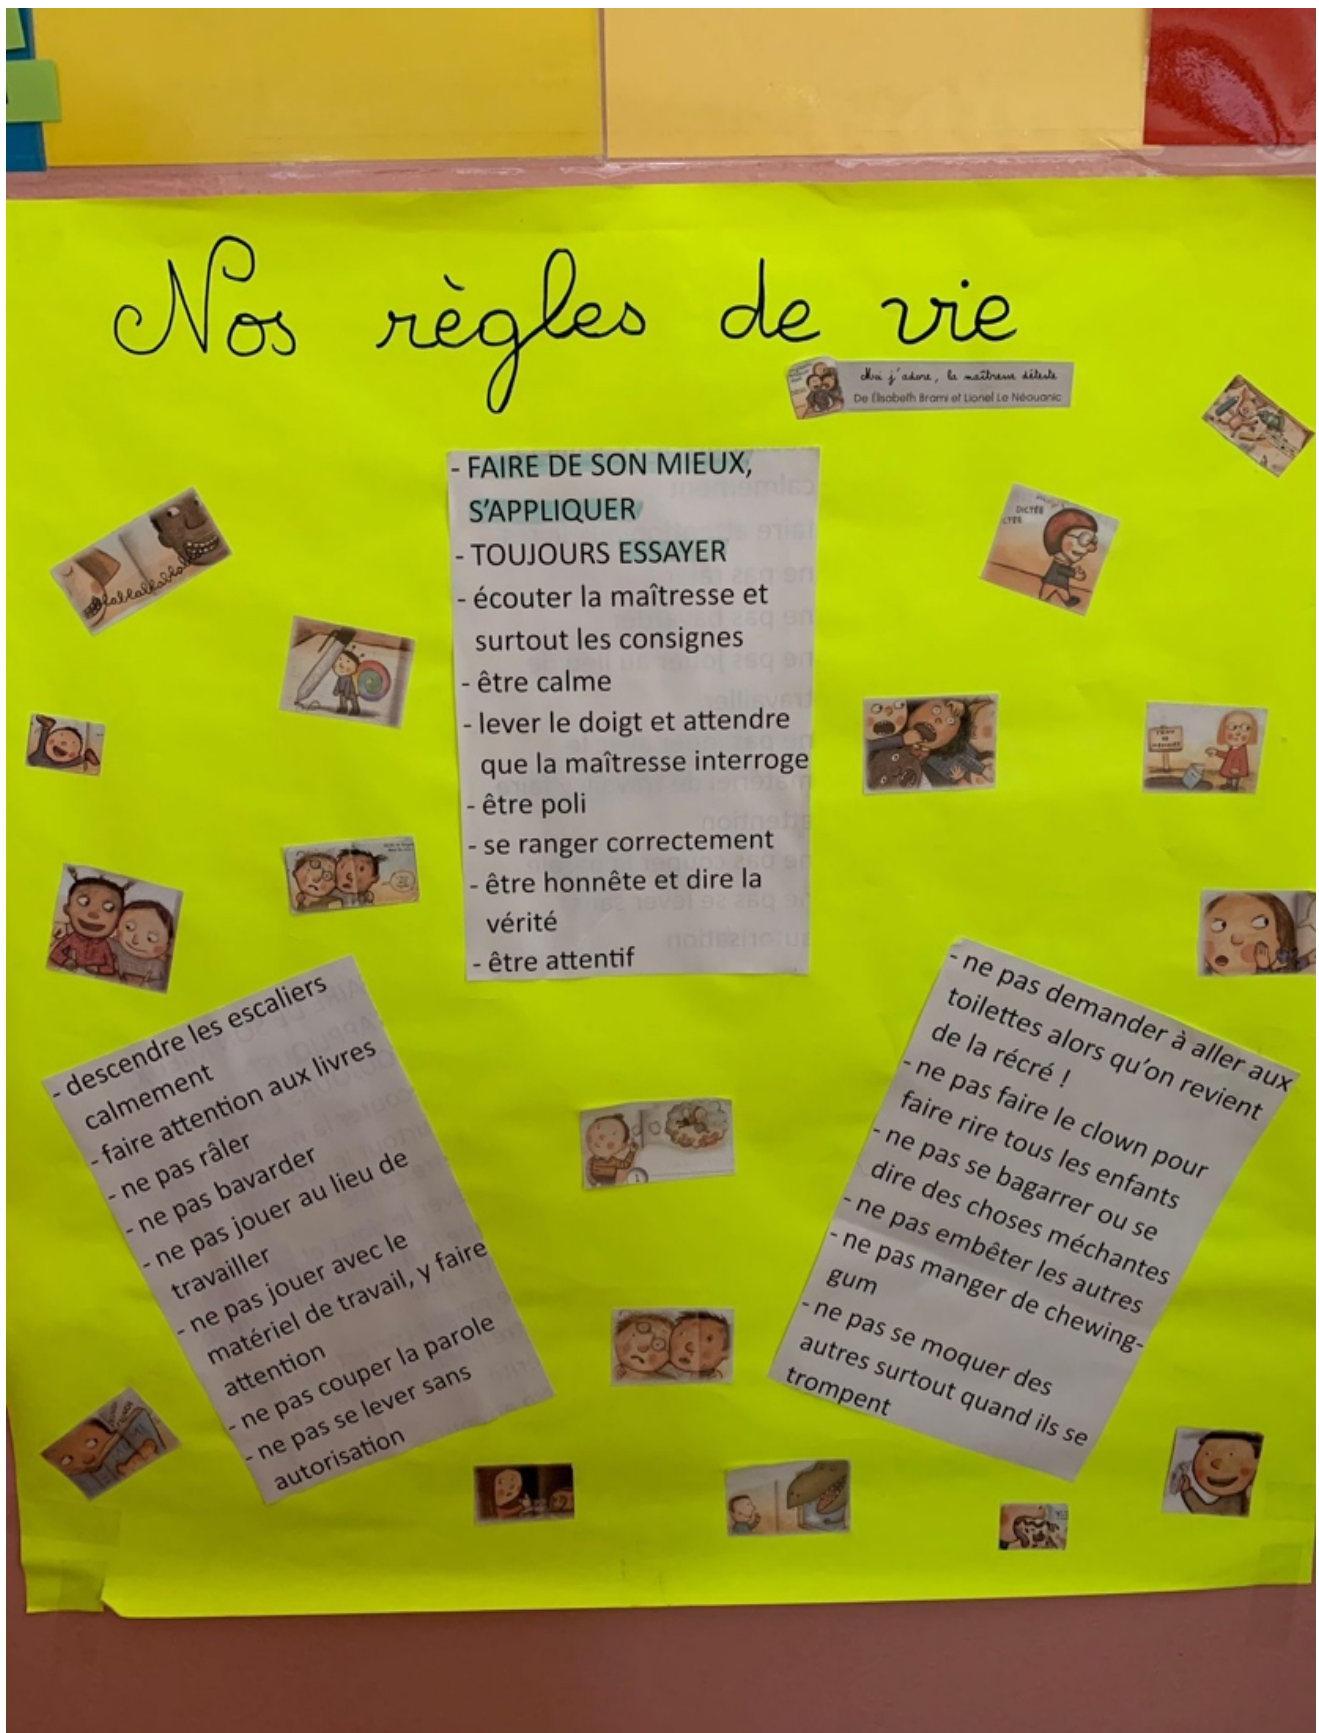 Nos règles de vie
Moi j'adore, la maîtresse déteste
De Élisabeth Brami et Lionel Le Néouanic
- FAIRE DE SON MIEUX,
S'APPLIQUER
- TOUJOURS ESSAYER
- écouter la maîtresse et
surtout les consignes
- être calme
- lever le doigt et attendre
que la maîtresse interroge
- être poli
- se ranger correctement
- être honnête et dire la
vérité
- être attentif
DICTÉE
- descendre les escaliers
calmement
- faire attention aux livres
- ne pas râler
- ne pas bavarder
- ne pas jouer au lieu de
travailler
- ne pas jouer avec le
matériel de travail, y faire
attention
- ne pas couper la parole
- ne pas se lever sans
autorisation
- ne pas demander à aller aux
toilettes alors qu'on revient
de la récré !
- ne pas faire le clown pour
faire rire tous les enfants
- ne pas se bagarrer ou se
dire des choses méchantes
- ne pas embêter les autres
- ne pas manger de chewing-
gum
- ne pas se moquer des
autres surtout quand ils se
trompent